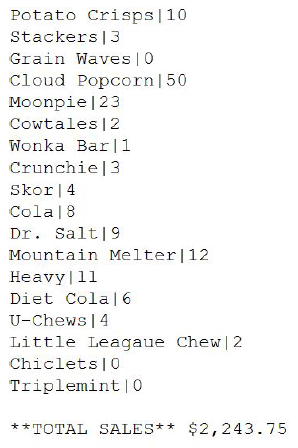 Potato Crisps|10
Stackers|3
Grain Waves|0
Cloud Popcorn|50
Moonpie|23
Cowtales|2
Wonka Bar|1
Crunchie|3
Skor|4
Cola|8
Dr. Salt|9
Mountain Melter|12
Heavy|11
Diet Cola|6
U-Chews|4
Little Leagaue Chew|2
Chiclets|0
Triplemint|0
**TOTAL SALES** $2,243.75